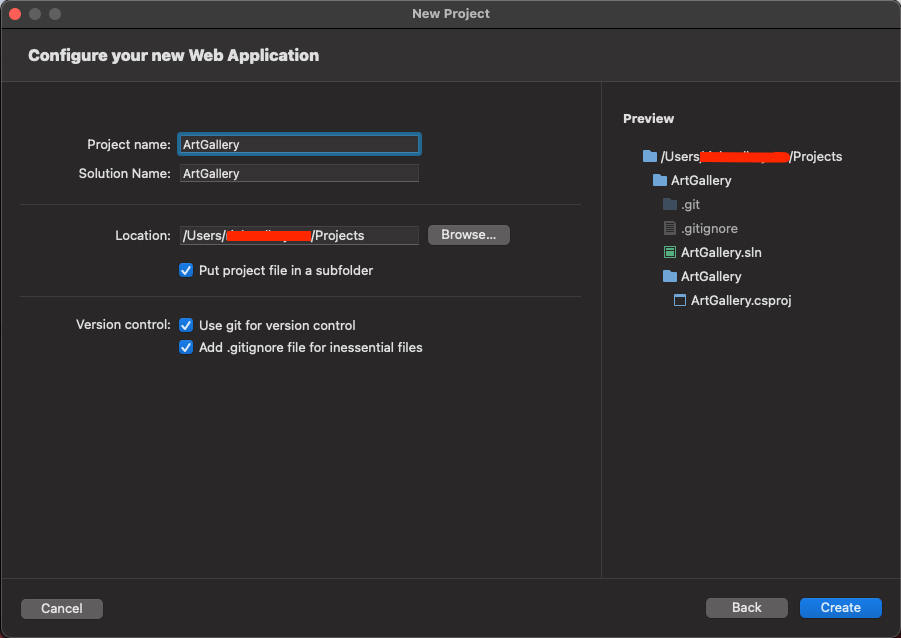 New Project
Configure your new Web Application
Project name: ArtGallery
Solution Name: ArtGallery
Location: /Users/ /Projects Browse...
Put project file in a subfolder
Version control: Use git for version control
Add .gitignore file for inessential files
Preview
/Users /Projects
ArtGallery
.git
.gitignore
ArtGallery.sln
ArtGallery
ArtGallery.csproj
Cancel Back Create